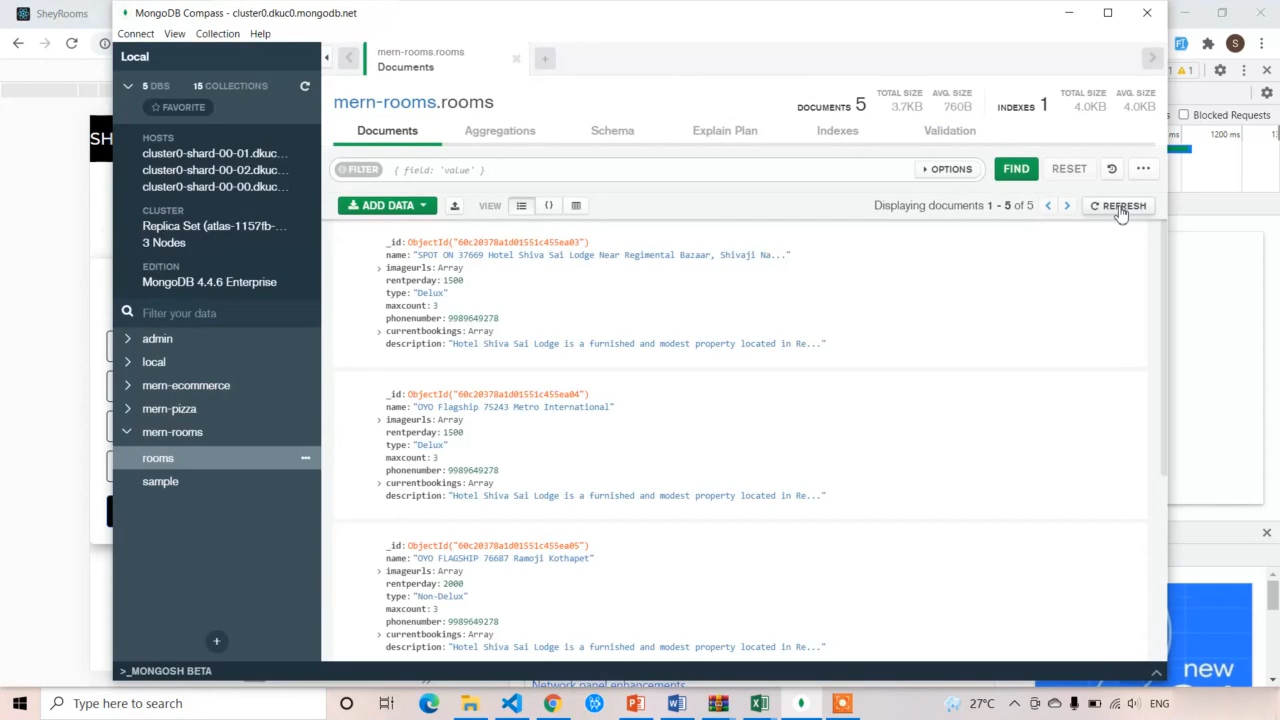 SheyRooms
MongoDB Compass - cluster0.dkuc0.mongodb.net
Connect View Collection Help
Local
5 DBS 15 COLLECTIONS
FAVORITE
HOSTS
cluster0-shard-00-01.dkuc...
cluster0-shard-00-02.dkuc...
cluster0-shard-00-00.dkuc...
CLUSTER
Replica Set (atlas-1157fb-...
3 Nodes
EDITION
MongoDB 4.4.6 Enterprise
Filter your data
admin
local
mern-ecommerce
mern-pizza
mern-rooms
rooms
sample
>_MONGOSH BETA
mern-rooms.rooms
Documents
mern-rooms.rooms
DOCUMENTS 5 TOTAL SIZE 3.7KB AVG. SIZE 760B INDEXES 1 TOTAL SIZE 4.0KB AVG. SIZE 4.0KB
Documents Aggregations Schema Explain Plan Indexes Validation
FILTER { field: 'value' } OPTIONS FIND RESET
ADD DATA VIEW {} Displaying documents 1 - 5 of 5 REFRESH
_id: ObjectId("60c20378a1d01551c455ea03")
name: "SPOT ON 37669 Hotel Shiva Sai Lodge Near Regimental Bazaar, Shivaji Na..."
imageurls: Array
rentperday: 1500
type: "Delux"
maxcount: 3
phonenumber: 9989649278
currentbookings: Array
description: "Hotel Shiva Sai Lodge is a furnished and modest property located in Re..."
_id: ObjectId("60c20378a1d01551c455ea04")
name: "OYO Flagship 75243 Metro International"
imageurls: Array
rentperday: 1500
type: "Delux"
maxcount: 3
phonenumber: 9989649278
currentbookings: Array
description: "Hotel Shiva Sai Lodge is a furnished and modest property located in Re..."
_id: ObjectId("60c20378a1d01551c455ea05")
name: "OYO FLAGSHIP 76687 Ramoji Kothapet"
imageurls: Array
rentperday: 2000
type: "Non-Delux"
maxcount: 3
phonenumber: 9989649278
currentbookings: Array
description: "Hotel Shiva Sai Lodge is a furnished and modest property located in Re..."
S
1
Blocked Requests
1200 ms
new
Network panel enhancements
Type here to search
27°C ENG